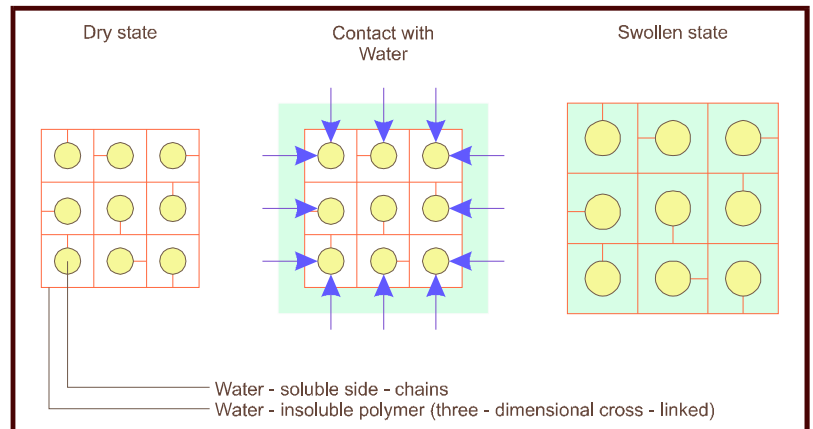 Dry state
Contact with
Water
Swollen state
Water - soluble side - chains
Water - insoluble polymer (three - dimensional cross - linked)